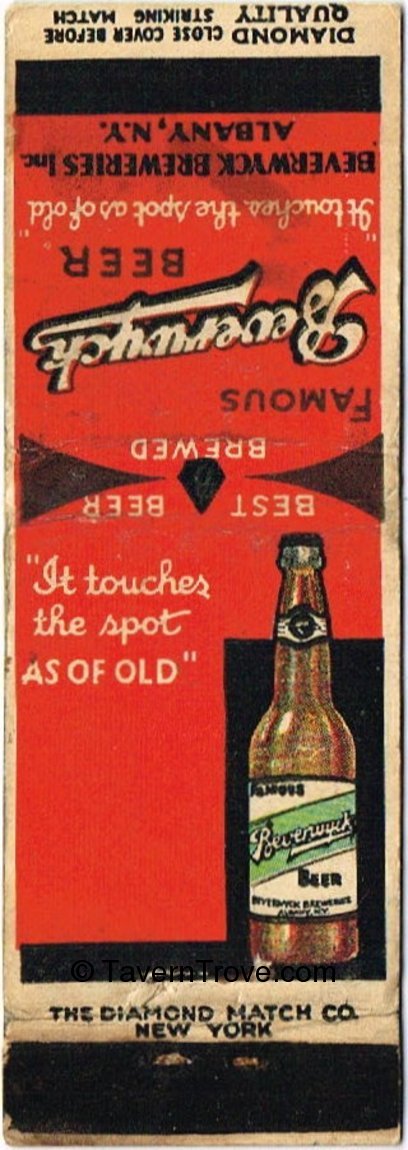 DIAMOND CLOSE COVER BEFORE
QUALITY STRIKING MATCH
BEVERWYCK BREWERIES Inc.
ALBANY, N.Y.
"It touches the spot as of old"
FAMOUS
Beverwyck
BEER
BEST BEER
BREWED
"It touches
the spot
AS OF OLD"
FAMOUS
Beverwyck
BEER
BEVERWYCK BREWERIES
ALBANY, N.Y.
© TavernTrove.com
THE DIAMOND MATCH CO.
NEW YORK